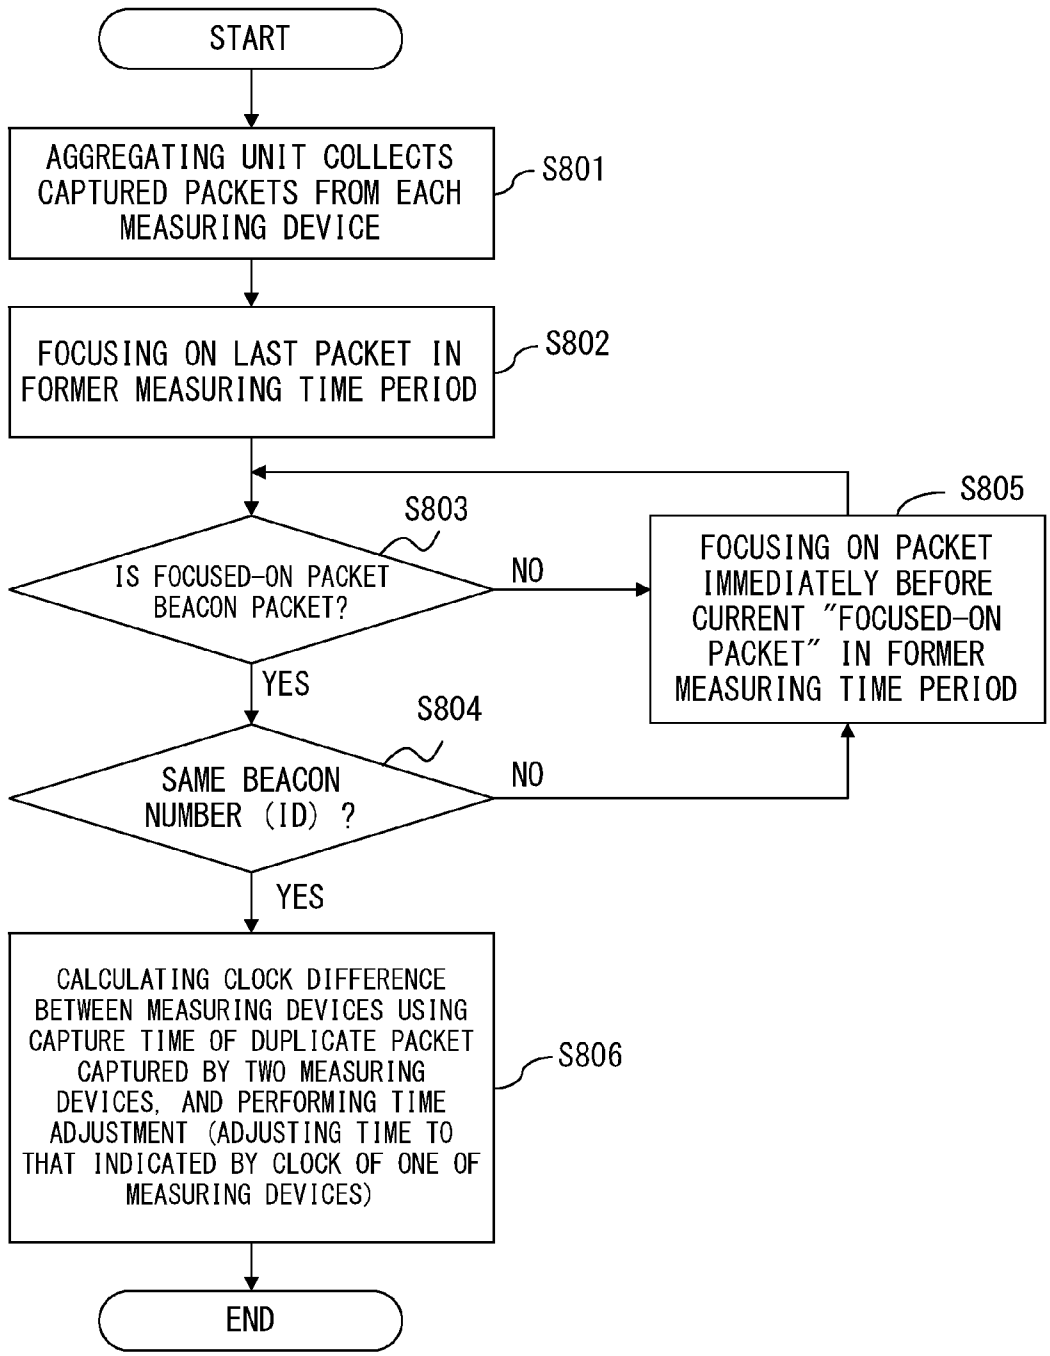 START
AGGREGATING UNIT COLLECTS
CAPTURED PACKETS FROM EACH
MEASURING DEVICE
S801
FOCUSING ON LAST PACKET IN
FORMER MEASURING TIME PERIOD
S802
IS FOCUSED-ON PACKET
BEACON PACKET?
S803
NO
YES
FOCUSING ON PACKET
IMMEDIATELY BEFORE
CURRENT "FOCUSED-ON
PACKET" IN FORMER
MEASURING TIME PERIOD
S805
SAME BEACON
NUMBER (ID) ?
S804
NO
YES
CALCULATING CLOCK DIFFERENCE
BETWEEN MEASURING DEVICES USING
CAPTURE TIME OF DUPLICATE PACKET
CAPTURED BY TWO MEASURING
DEVICES, AND PERFORMING TIME
ADJUSTMENT (ADJUSTING TIME TO
THAT INDICATED BY CLOCK OF ONE OF
MEASURING DEVICES)
S806
END